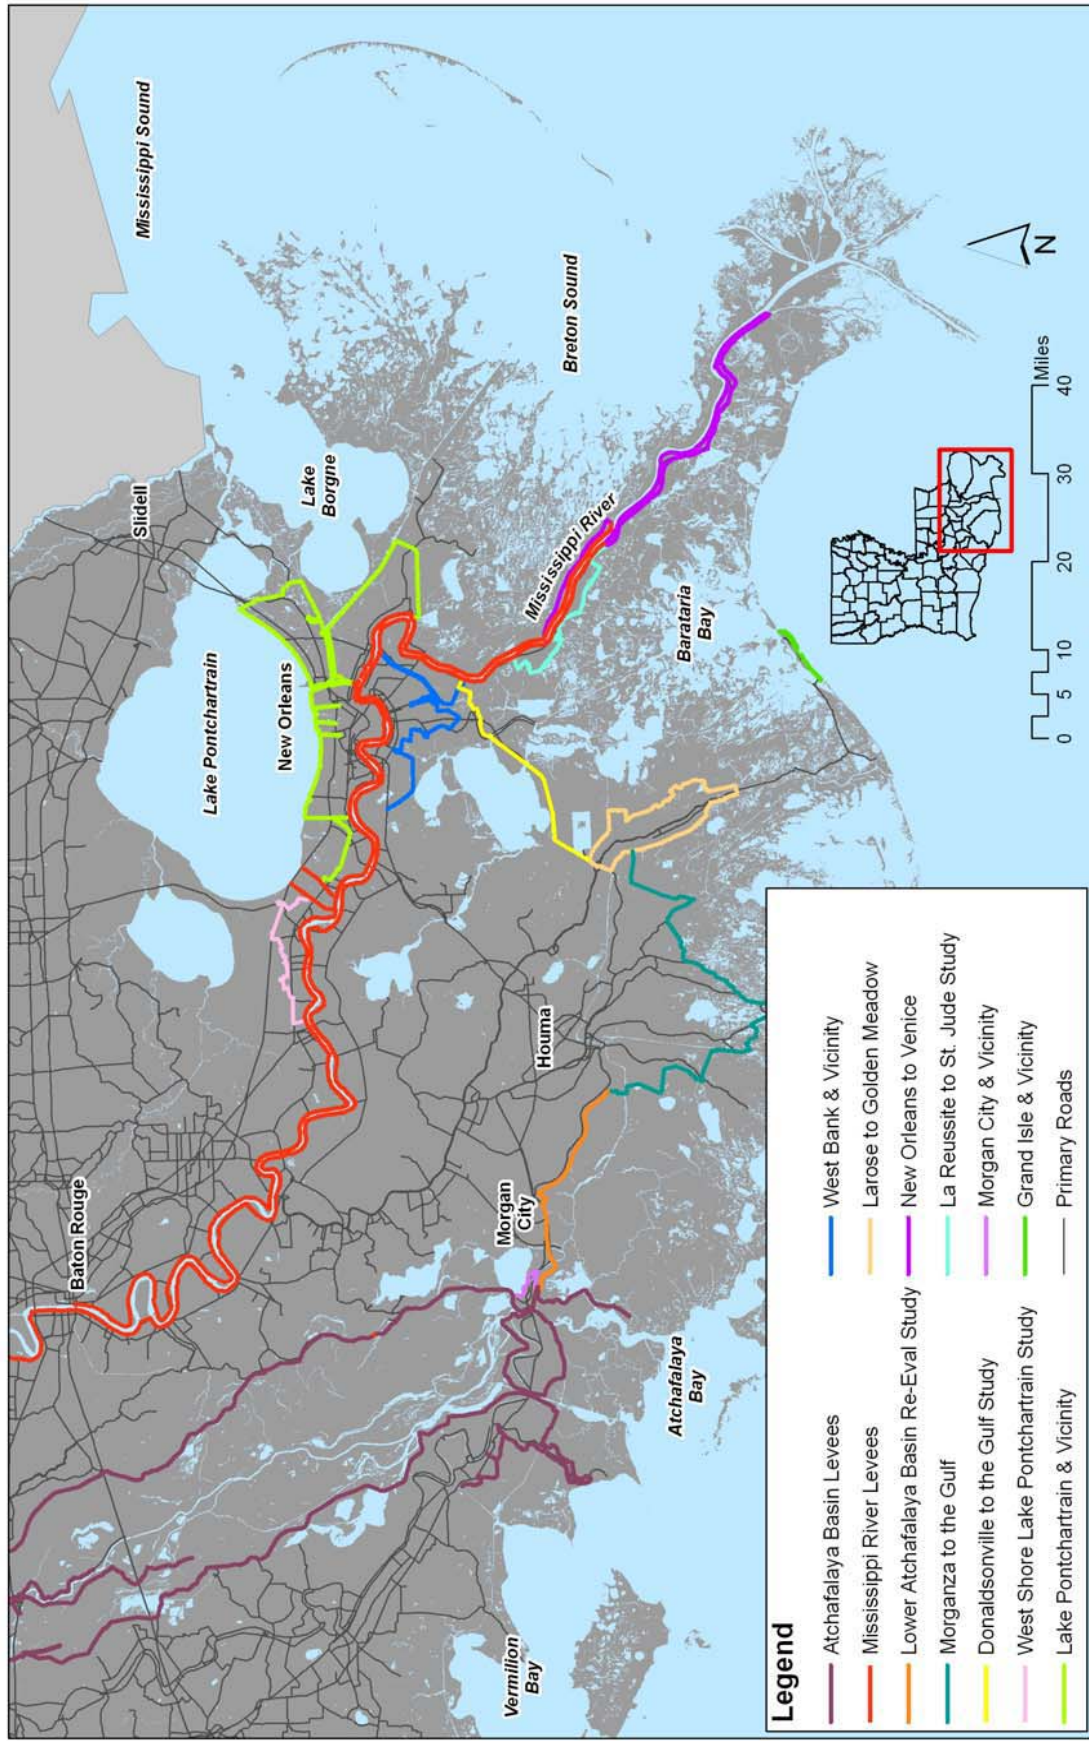 Mississippi Sound
Slidell
Lake
Borgne
Lake Pontchartrain
New Orleans
Breton Sound
Mississippi River
Baton Rouge
Barataria
Bay
Houma
Morgan
City
Atchafalaya
Bay
Vermilion
Bay
Legend
Atchafalaya Basin Levees
Mississippi River Levees
Lower Atchafalaya Basin Re-Eval Study
Morganza to the Gulf
Donaldsonville to the Gulf Study
West Shore Lake Pontchartrain Study
Lake Pontchartrain & Vicinity
West Bank & Vicinity
Larose to Golden Meadow
New Orleans to Venice
La Reussite to St. Jude Study
Morgan City & Vicinity
Grand Isle & Vicinity
Primary Roads
0 5 10 20 30 40
Miles
N